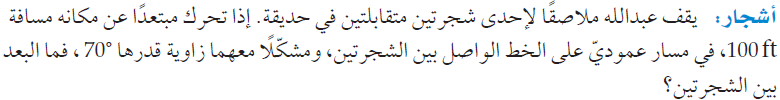 أشجار: يقف عبدالله ملاصقًا لإحدى شجرتين متقابلتين في حديقة. إذا تحرك مبتعدًا عن مكانه مسافة
100 ft، في مسار عموديّ على الخط الواصل بين الشجرتين، ومشكّلًا معهما زاوية قدرها 70°، فما البعد
بين الشجرتين؟